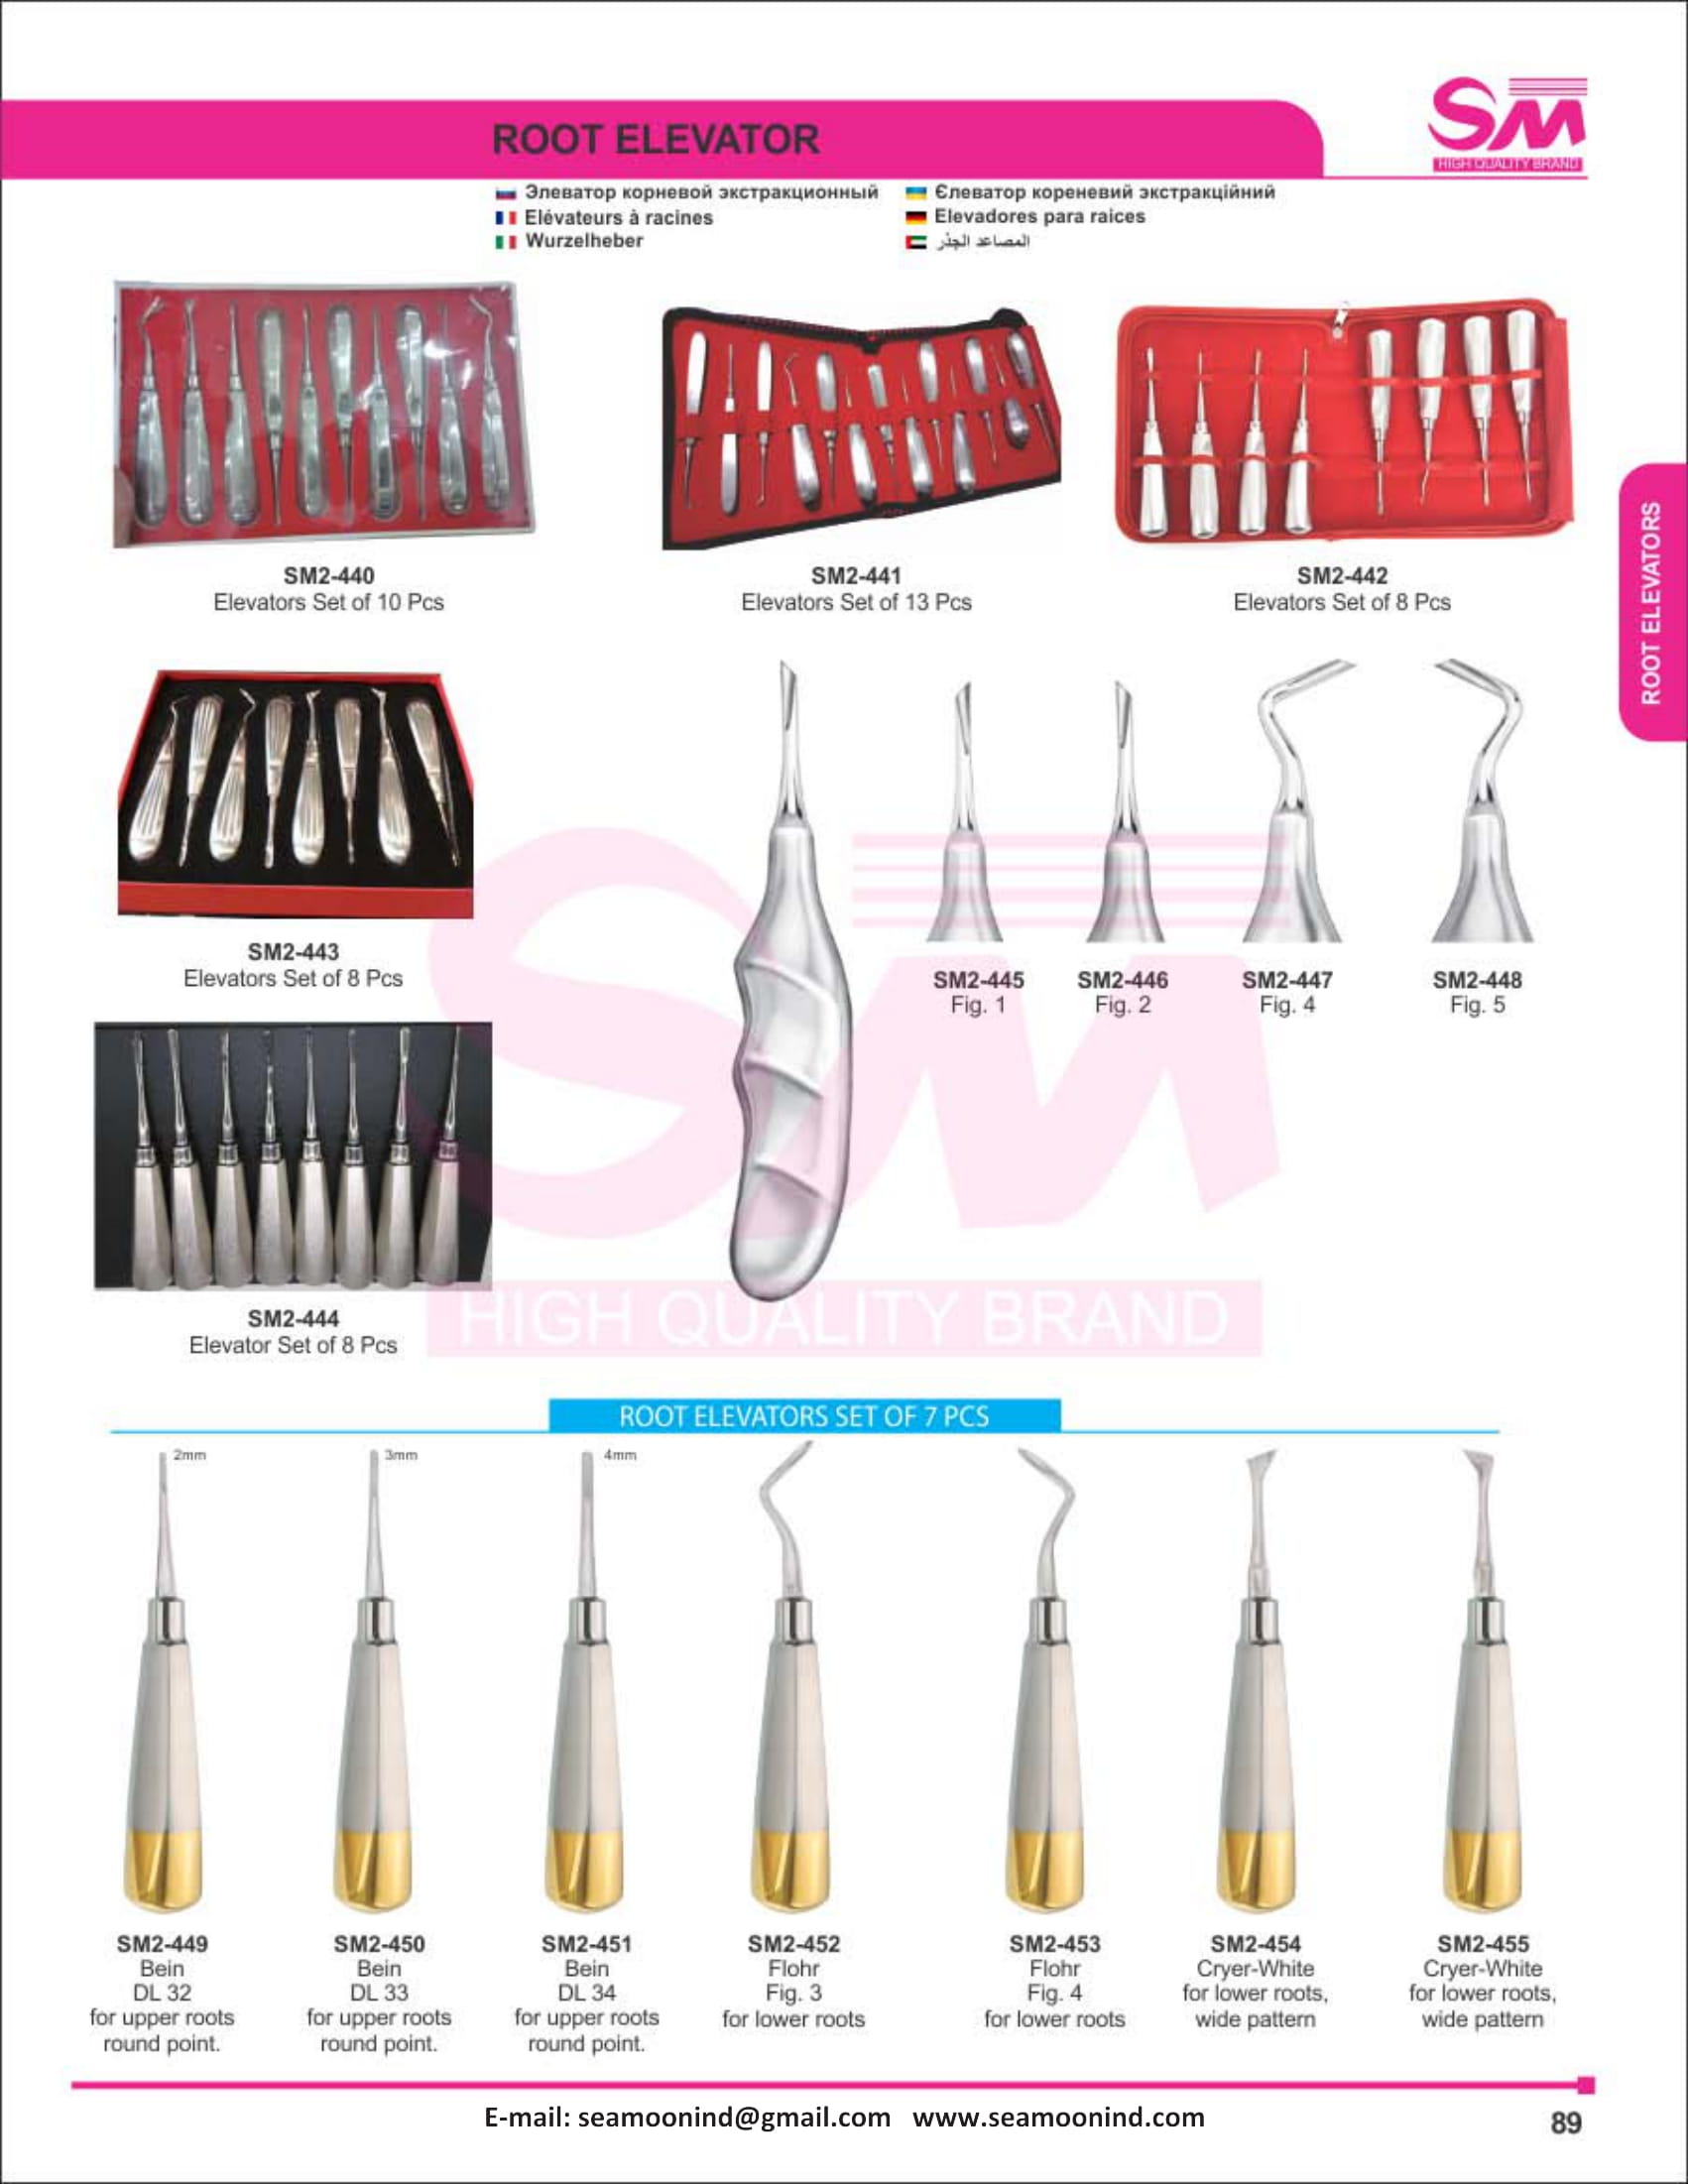 SM
HIGH QUALITY BRAND
ROOT ELEVATOR
Элеватор корневой экстракционный
Єлеватор кореневий экстракційний
Elévateurs à racines
Elevadores para raices
Wurzelheber
المصاعد الجذر
ROOT ELEVATORS
SM2-440
Elevators Set of 10 Pcs
SM2-441
Elevators Set of 13 Pcs
SM2-442
Elevators Set of 8 Pcs
SM2-443
Elevators Set of 8 Pcs
SM2-445
Fig. 1
SM2-446
Fig. 2
SM2-447
Fig. 4
SM2-448
Fig. 5
SM2-444
Elevator Set of 8 Pcs
SM
HIGH QUALITY BRAND
ROOT ELEVATORS SET OF 7 PCS
2mm
3mm
4mm
SM2-449
Bein
DL 32
for upper roots
round point.
SM2-450
Bein
DL 33
for upper roots
round point.
SM2-451
Bein
DL 34
for upper roots
round point.
SM2-452
Flohr
Fig. 3
for lower roots
SM2-453
Flohr
Fig. 4
for lower roots
SM2-454
Cryer-White
for lower roots,
wide pattern
SM2-455
Cryer-White
for lower roots,
wide pattern
E-mail: seamoonind@gmail.com www.seamoonind.com
89